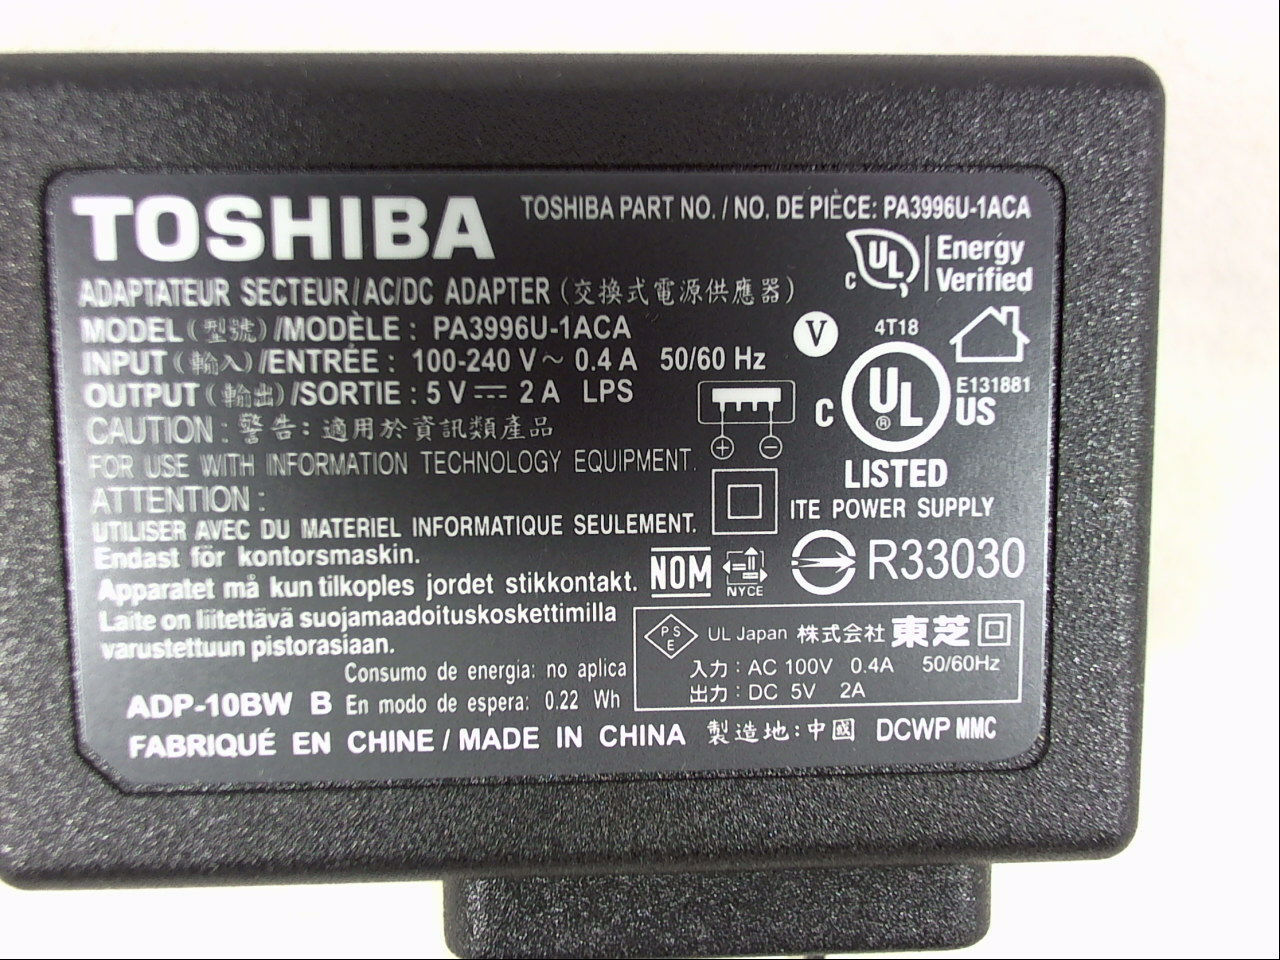 TOSHIBA
TOSHIBA PART NO. / NO. DE PIÈCE: PA3996U-1ACA
C UL Energy Verified
ADAPTATEUR SECTEUR/AC/DC ADAPTER (交換式電源供應器)
MODEL (型號) /MODÈLE : PA3996U-1ACA
INPUT (輸入) /ENTRÉE : 100-240 V ~ 0.4 A 50/60 Hz
OUTPUT (輸出) /SORTIE : 5 V ⎓ 2 A LPS
V
4T18
C UL ® US
E131881
LISTED
ITE POWER SUPPLY
CAUTION : 警告: 適用於資訊類產品
FOR USE WITH INFORMATION TECHNOLOGY EQUIPMENT.
ATTENTION :
UTILISER AVEC DU MATERIEL INFORMATIQUE SEULEMENT.
Endast för kontorsmaskin.
Apparatet må kun tilkoples jordet stikkontakt.
Laite on liitettävä suojamaadoituskoskettimilla
varustettuun pistorasiaan.
NOM NYCE
R33030
PSE UL Japan 株式会社 東芝
入力 : AC 100V 0.4A 50/60Hz
出力 : DC 5V 2A
Consumo de energia: no aplica
ADP-10BW B En modo de espera: 0.22 Wh
FABRIQUÉ EN CHINE / MADE IN CHINA 製造地:中國 DCWP MMC